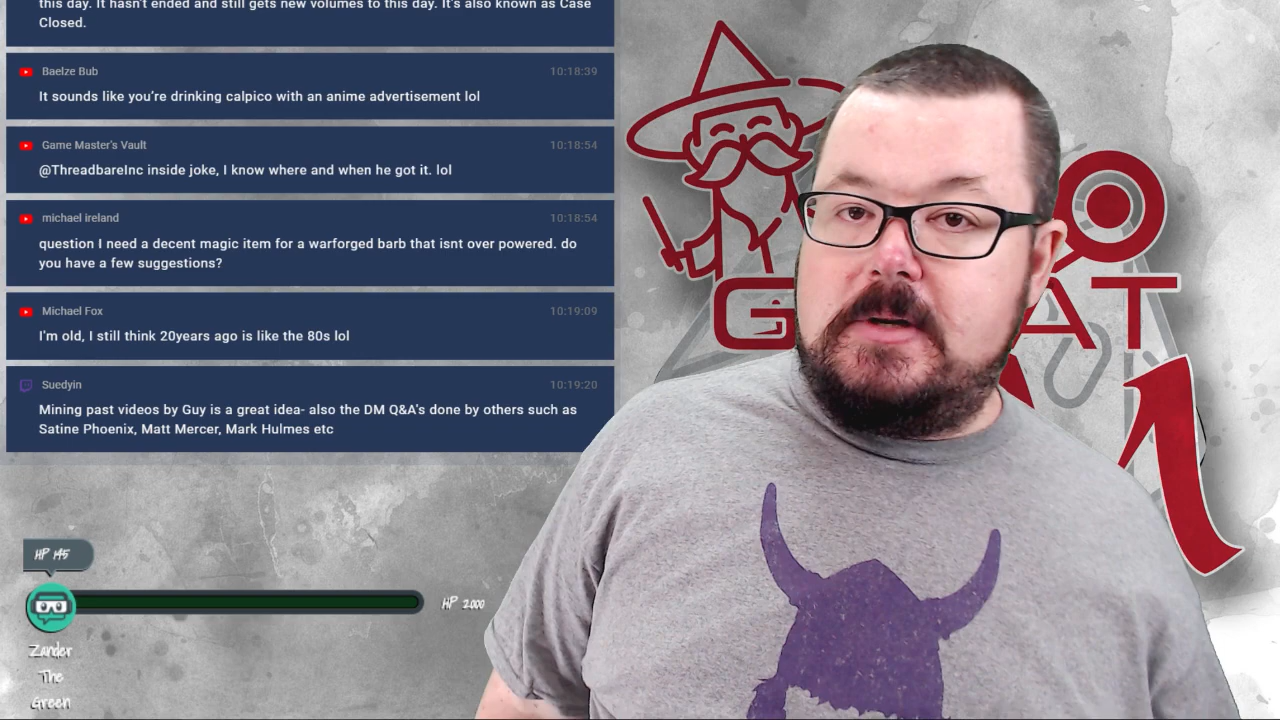 this day. It hasn't ended and still gets new volumes to this day. It's also known as Case
Closed.
Baelze Bub 10:18:39
It sounds like you're drinking calpico with an anime advertisement lol
Game Master's Vault 10:18:54
@ThreadbareInc inside joke, I know where and when he got it. lol
michael ireland 10:18:54
question I need a decent magic item for a warforged barb that isnt over powered. do
you have a few suggestions?
Michael Fox 10:19:09
I'm old, I still think 20years ago is like the 80s lol
Suedyin 10:19:20
Mining past videos by Guy is a great idea- also the DM Q&A's done by others such as
Satine Phoenix, Matt Mercer, Mark Hulmes etc
HP 195
HP 2000
Zander
The
Green
G AT